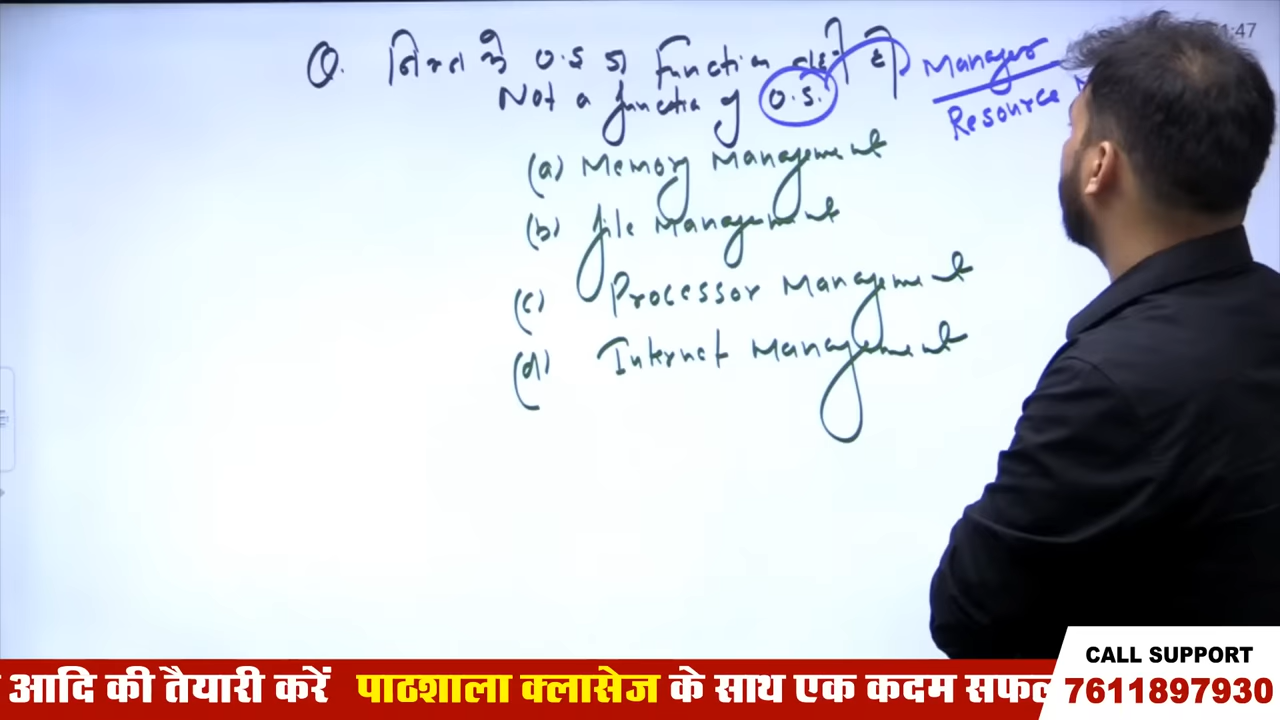 Q. निम्न में O.S का function नहीं है
Not a function of O.S.
Manager
Resource
(a) Memory Management
(b) file Management
(c) Processor Management
(d) Internet Management
:47
आदि की तैयारी करें पाठशाला क्लासेज के साथ एक कदम सफल
CALL SUPPORT
7611897930